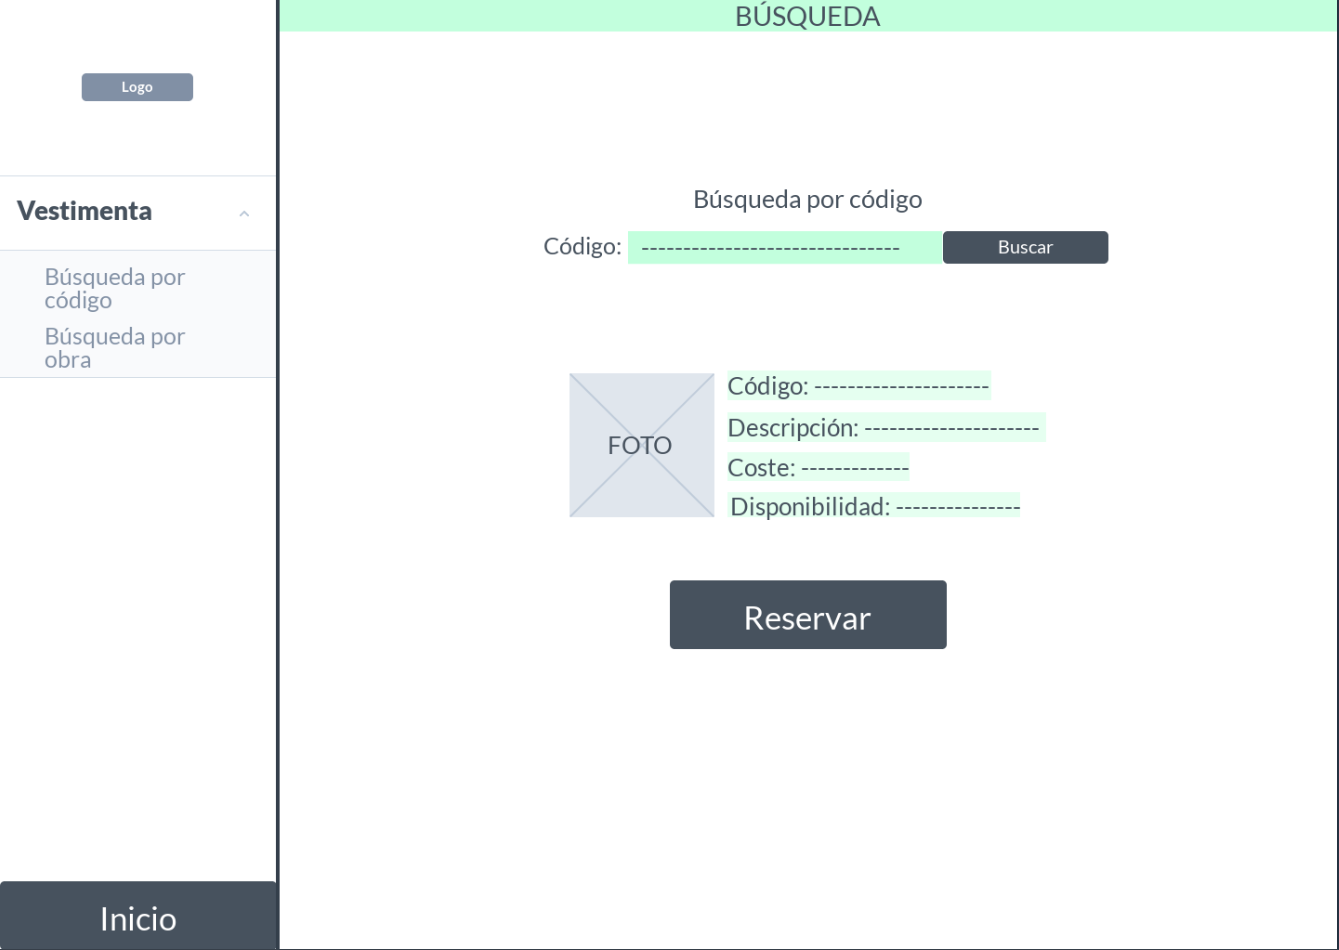 BÚSQUEDA
Logo
Vestimenta
Búsqueda por
código
Búsqueda por
obra
Búsqueda por código
Código: -------------------------------- Buscar
FOTO
Código: ---------------------
Descripción: ---------------------
Coste: -------------
Disponibilidad: ---------------
Reservar
Inicio